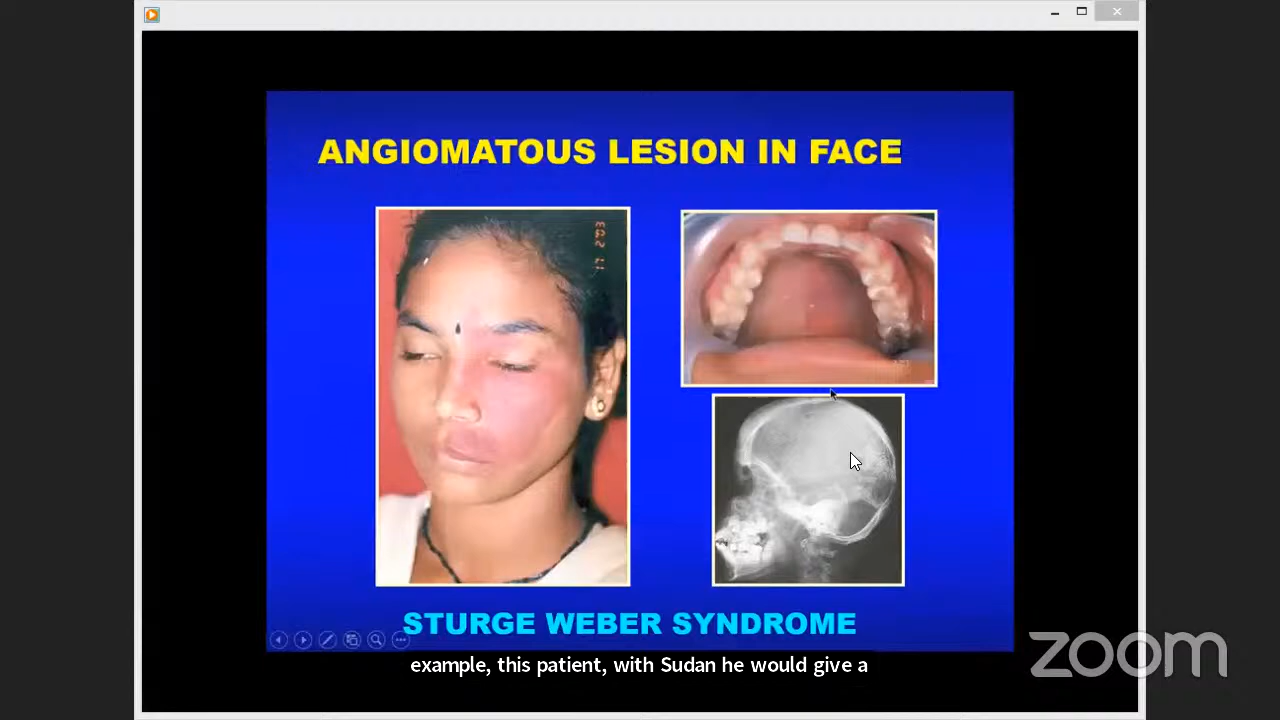 ANGIOMATOUS LESION IN FACE
STURGE WEBER SYNDROME
example, this patient, with Sudan he would give a
zoom